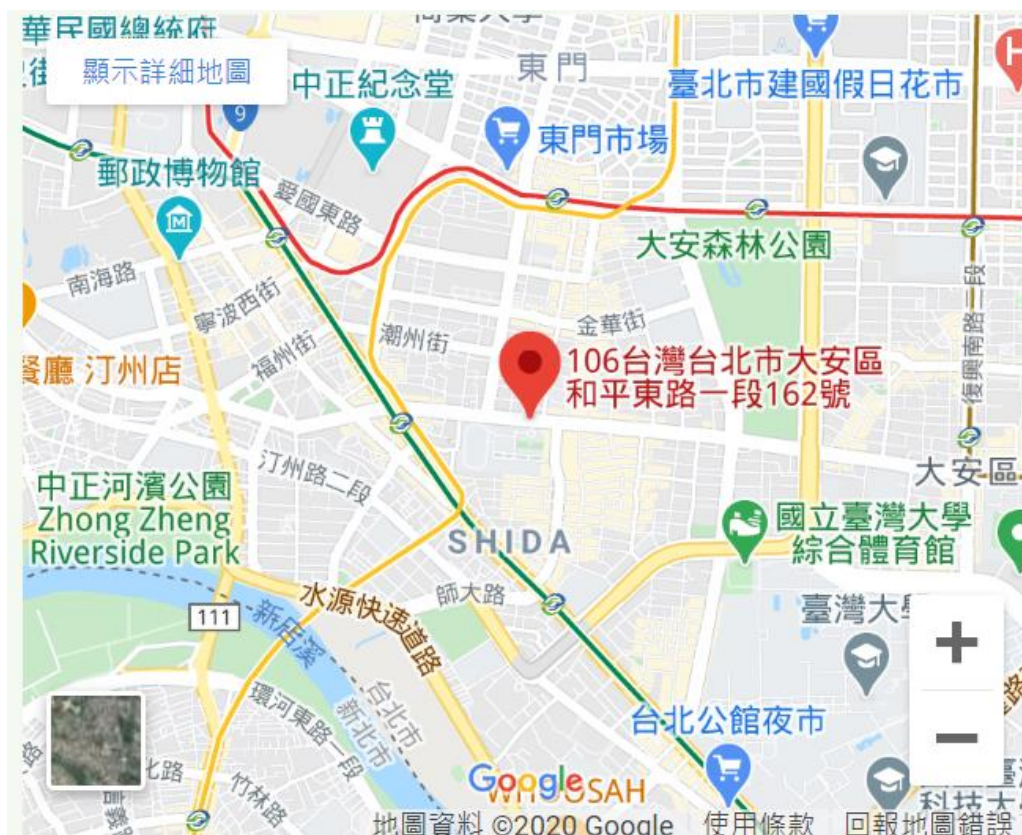 華民國總統府
顯示詳細地圖
9
中正紀念堂
東門
臺北市建國假日花市
H
東門市場
郵政博物館
愛國東路
大安森林公園
南海路
寧波西街
金華街
潮州街
復興南路二段
福州街
106台灣台北市大安區
和平東路一段162號
餐廳 汀州店
汀州路二段
大安區
中正河濱公園
Zhong Zheng
Riverside Park
國立臺灣大學
綜合體育館
SHIDA
師大路
水源快速道路
111
新店溪
臺灣大學
+
台北市
新北市
環河東路一段
台北公館夜市
−
竹林路
Google
地圖資料 ©2020 Google
使用條款
回報地圖錯誤